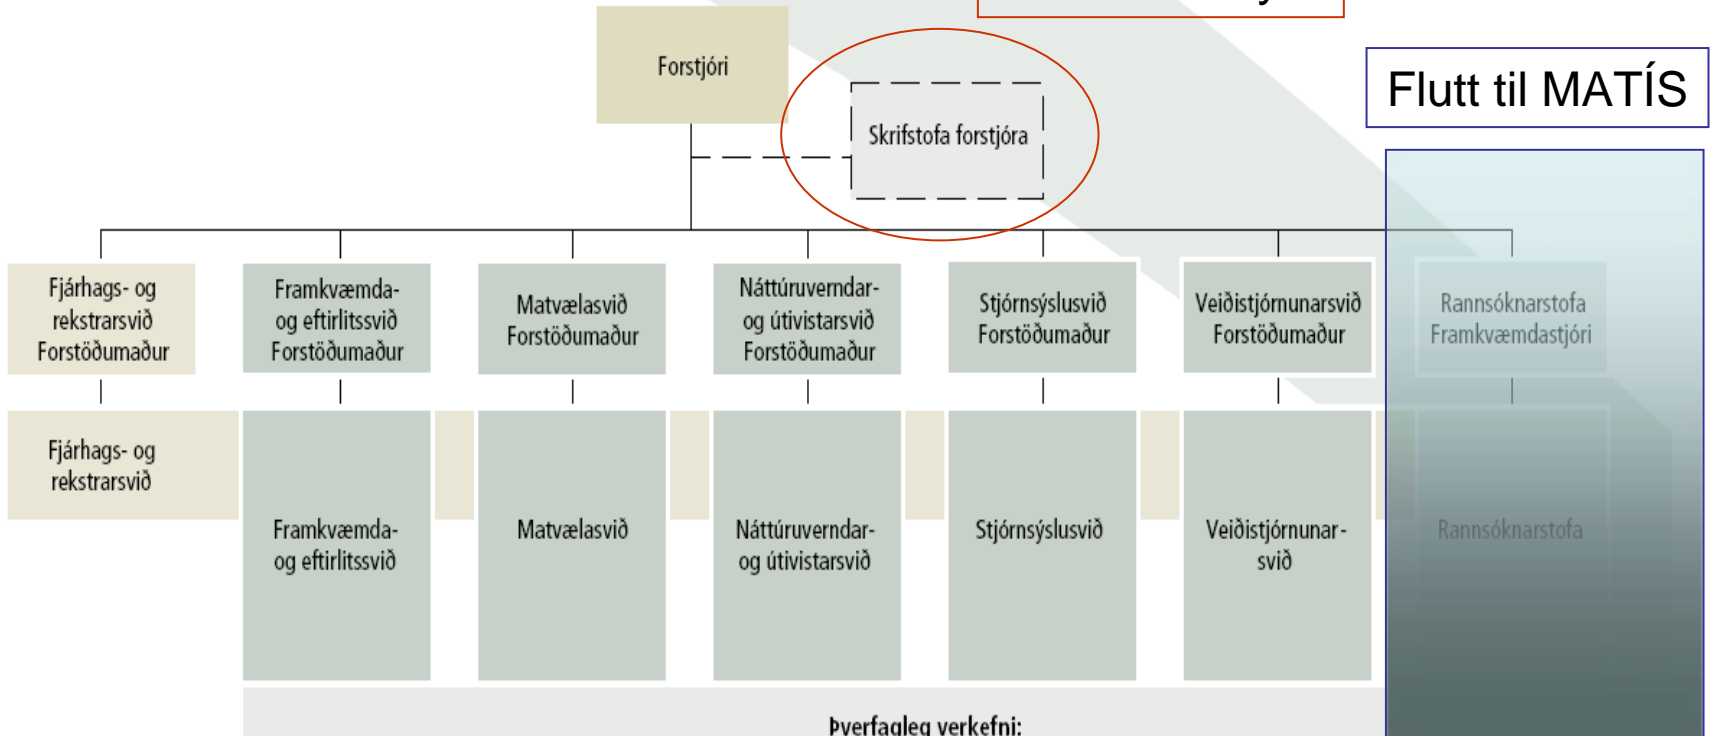 Forstjóri
Skrifstofa forstjóra
Flutt til MATÍS
Fjárhags- og
rekstrarsvið
Forstöðumaður
Framkvæmda-
og eftirlitssvið
Forstöðumaður
Matvælasvið
Forstöðumaður
Náttúruverndar-
og útivistarsvið
Forstöðumaður
Stjórnsýslusvið
Forstöðumaður
Veiðistjórnunarsvið
Forstöðumaður
Rannsóknarstofa
Framkvæmdastjóri
Fjárhags- og
rekstrarsvið
Framkvæmda-
og eftirlitssvið
Matvælasvið
Náttúruverndar-
og útivistarsvið
Stjórnsýslusvið
Veiðistjórnunar-
svið
Rannsóknarstofa
Þverfagleg verkefni: